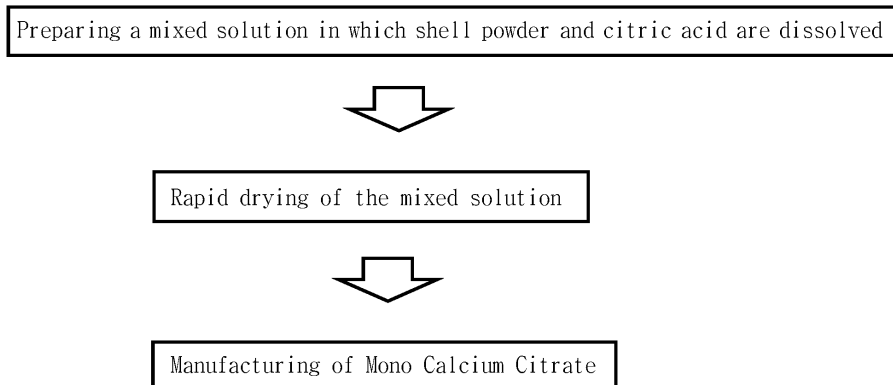 Preparing a mixed solution in which shell powder and citric acid are dissolved
Rapid drying of the mixed solution
Manufacturing of Mono Calcium Citrate